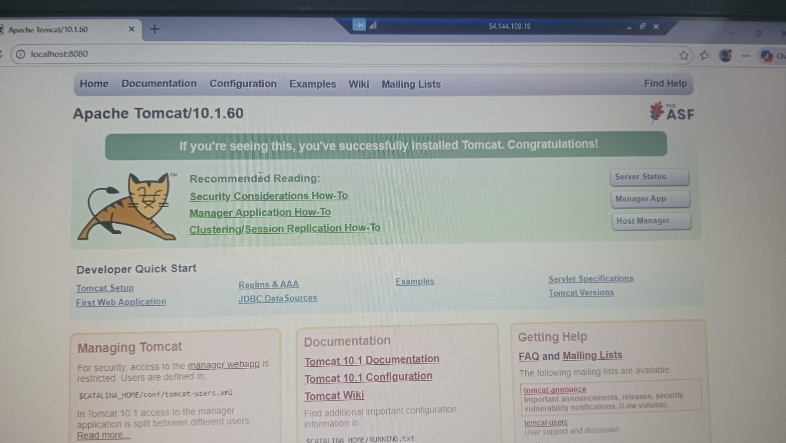 Apache Tomcat/10.1.60
54.144.109.18
localhost:8080
Home Documentation Configuration Examples Wiki Mailing Lists Find Help
Apache Tomcat/10.1.60
THE
ASF
If you're seeing this, you've successfully installed Tomcat. Congratulations!
TM
Recommended Reading:
Security Considerations How-To
Manager Application How-To
Clustering/Session Replication How-To
Server Status
Manager App
Host Manager
Developer Quick Start
Tomcat Setup
First Web Application
Realms & AAA
JDBC DataSources
Examples
Servlet Specifications
Tomcat Versions
Managing Tomcat
For security, access to the manager webapp is
restricted. Users are defined in:
$CATALINA_HOME/conf/tomcat-users.xml
In Tomcat 10.1 access to the manager
application is split between different users.
Read more...
Documentation
Tomcat 10.1 Documentation
Tomcat 10.1 Configuration
Tomcat Wiki
Find additional important configuration
information in:
$CATALINA_HOME/RUNNING.txt
Getting Help
FAQ and Mailing Lists
The following mailing lists are available:
tomcat-announce
Important announcements, releases, security
vulnerability notifications. (Low volume).
tomcat-users
User support and discussion